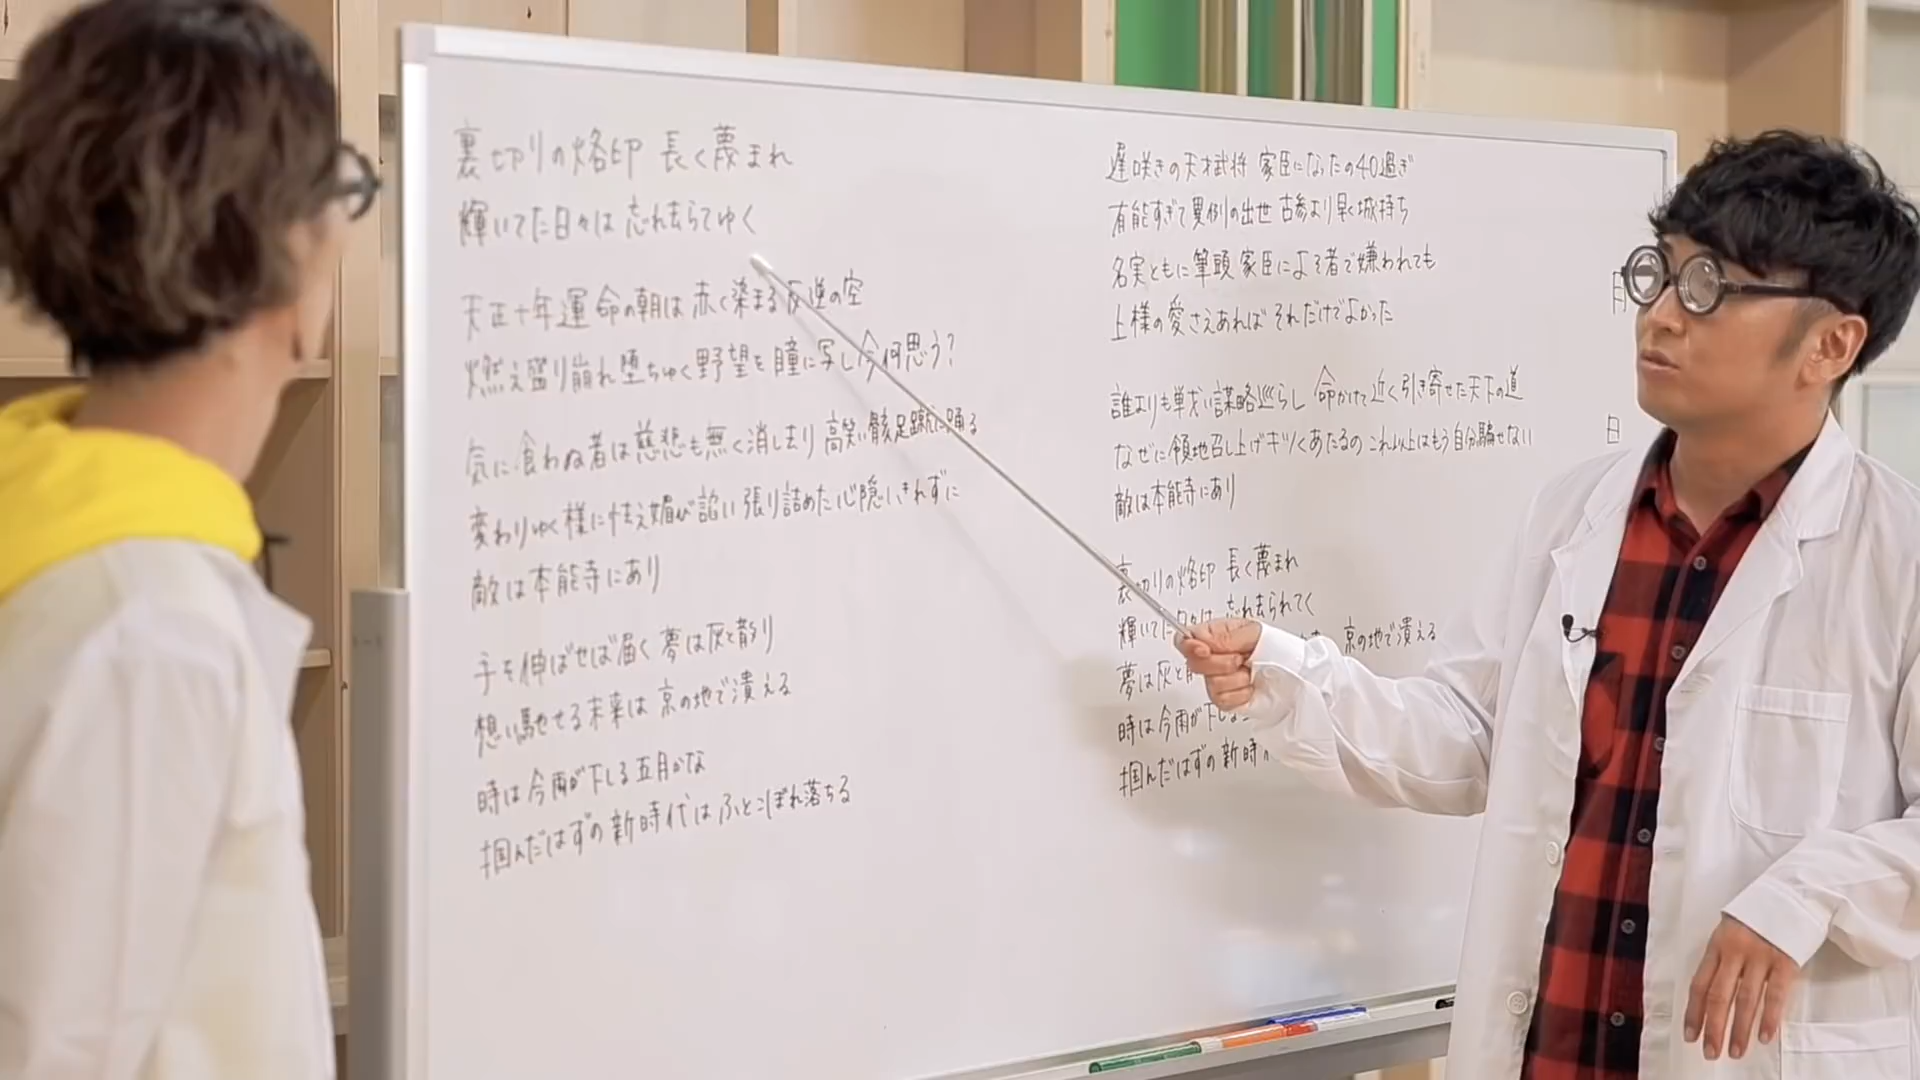 裏切りの烙印 長く蔑まれ
輝いてた日々は 忘れ去らてゆく
天正十年運命の朝は 赤く染まる反逆の空
燃え盛り崩れ堕ちゆく野望を 瞳に写し今何思う?
気に食わぬ者は慈悲も無く消し去り 高笑い骸足蹴に踊る
変わりゆく様に怯え媚び諂い 張り詰めた心隠しきれずに
敵は本能寺にあり
手を伸ばせば届く 夢は灰と散り
想い馳せる未来は 京の地で潰える
時は今雨が下しる五月かな
掴んだはずの新時代は ふとこぼれ落ちる
遅咲きの天才武将 家臣になったの40過ぎ
有能すぎて異例の出世 古参より早く城持ち
名実ともに筆頭家臣 よそ者で嫌われても
上様の愛さえあれば それだけでよかった
誰よりも戦い謀略巡らし 命かけて近く引き寄せた天下の道
なぜに領地召し上げキツくあたるの これ以上はもう自分騙せない
敵は本能寺にあり
裏切りの烙印 長く蔑まれ
輝いてた日々は 忘れ去られてく
京の地で潰える
夢は灰と
時は今雨が下しる
掴んだはずの新時
月
日